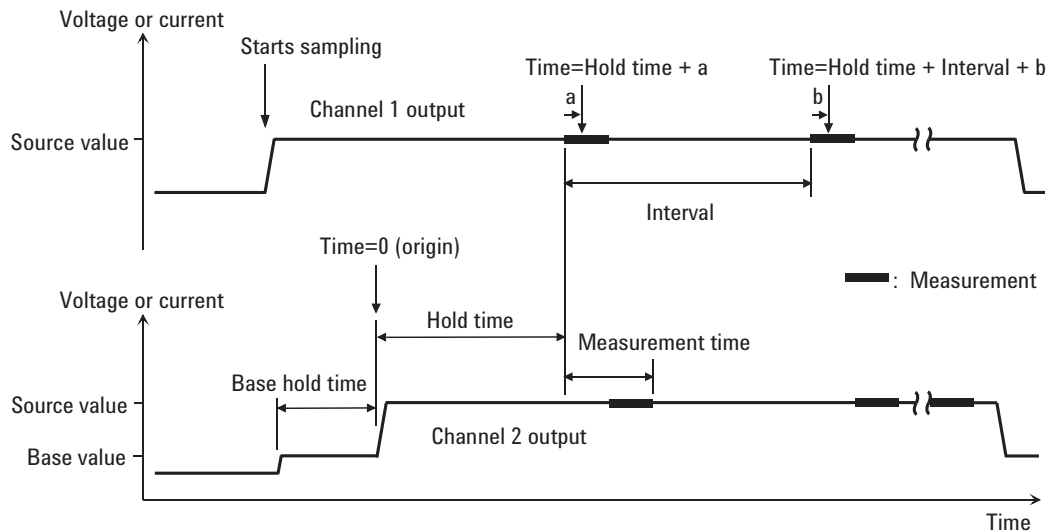 Voltage or current
Starts sampling
Time=Hold time + a
Time=Hold time + Interval + b
a
b
Channel 1 output
Source value
Interval
Time=0 (origin)
: Measurement
Voltage or current
Hold time
Measurement time
Base hold time
Source value
Channel 2 output
Base value
Time